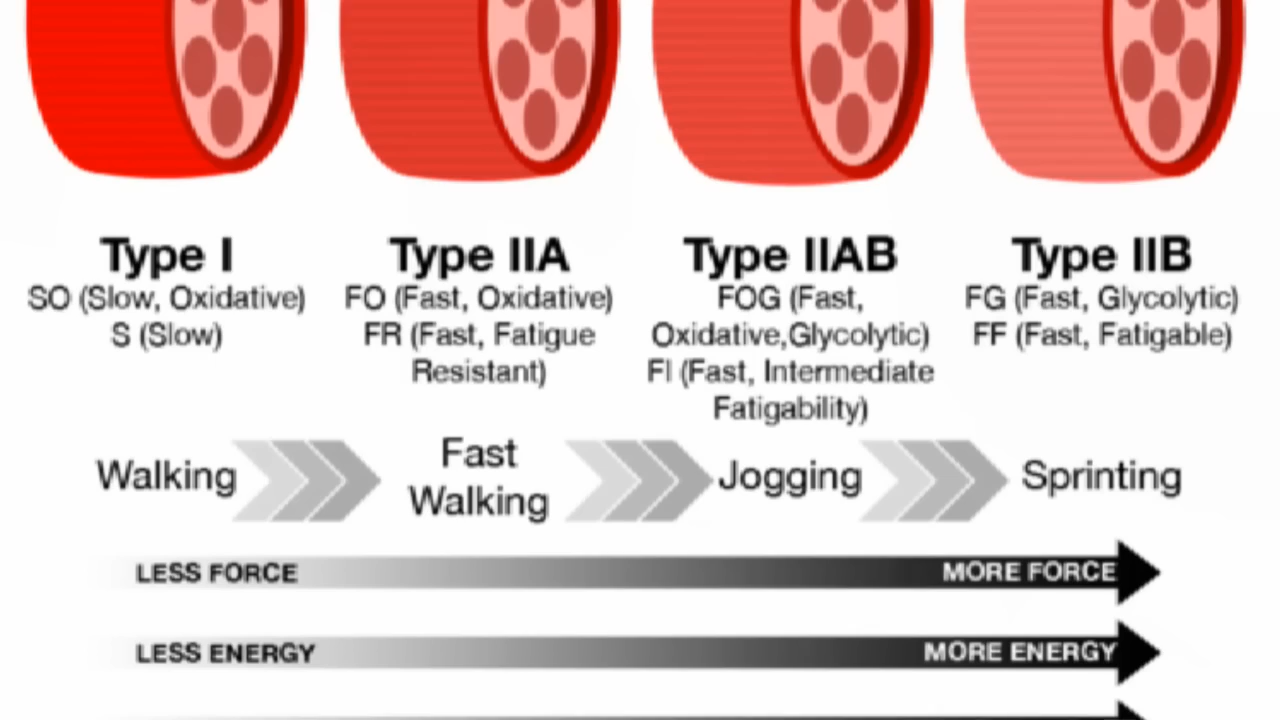 Type I
SO (Slow, Oxidative)
S (Slow)
Type IIA
FO (Fast, Oxidative)
FR (Fast, Fatigue
Resistant)
Type IIAB
FOG (Fast,
Oxidative,Glycolytic)
FI (Fast, Intermediate
Fatigability)
Type IIB
FG (Fast, Glycolytic)
FF (Fast, Fatigable)
Walking
Fast
Walking
Jogging
Sprinting
LESS FORCE
MORE FORCE
LESS ENERGY
MORE ENERGY